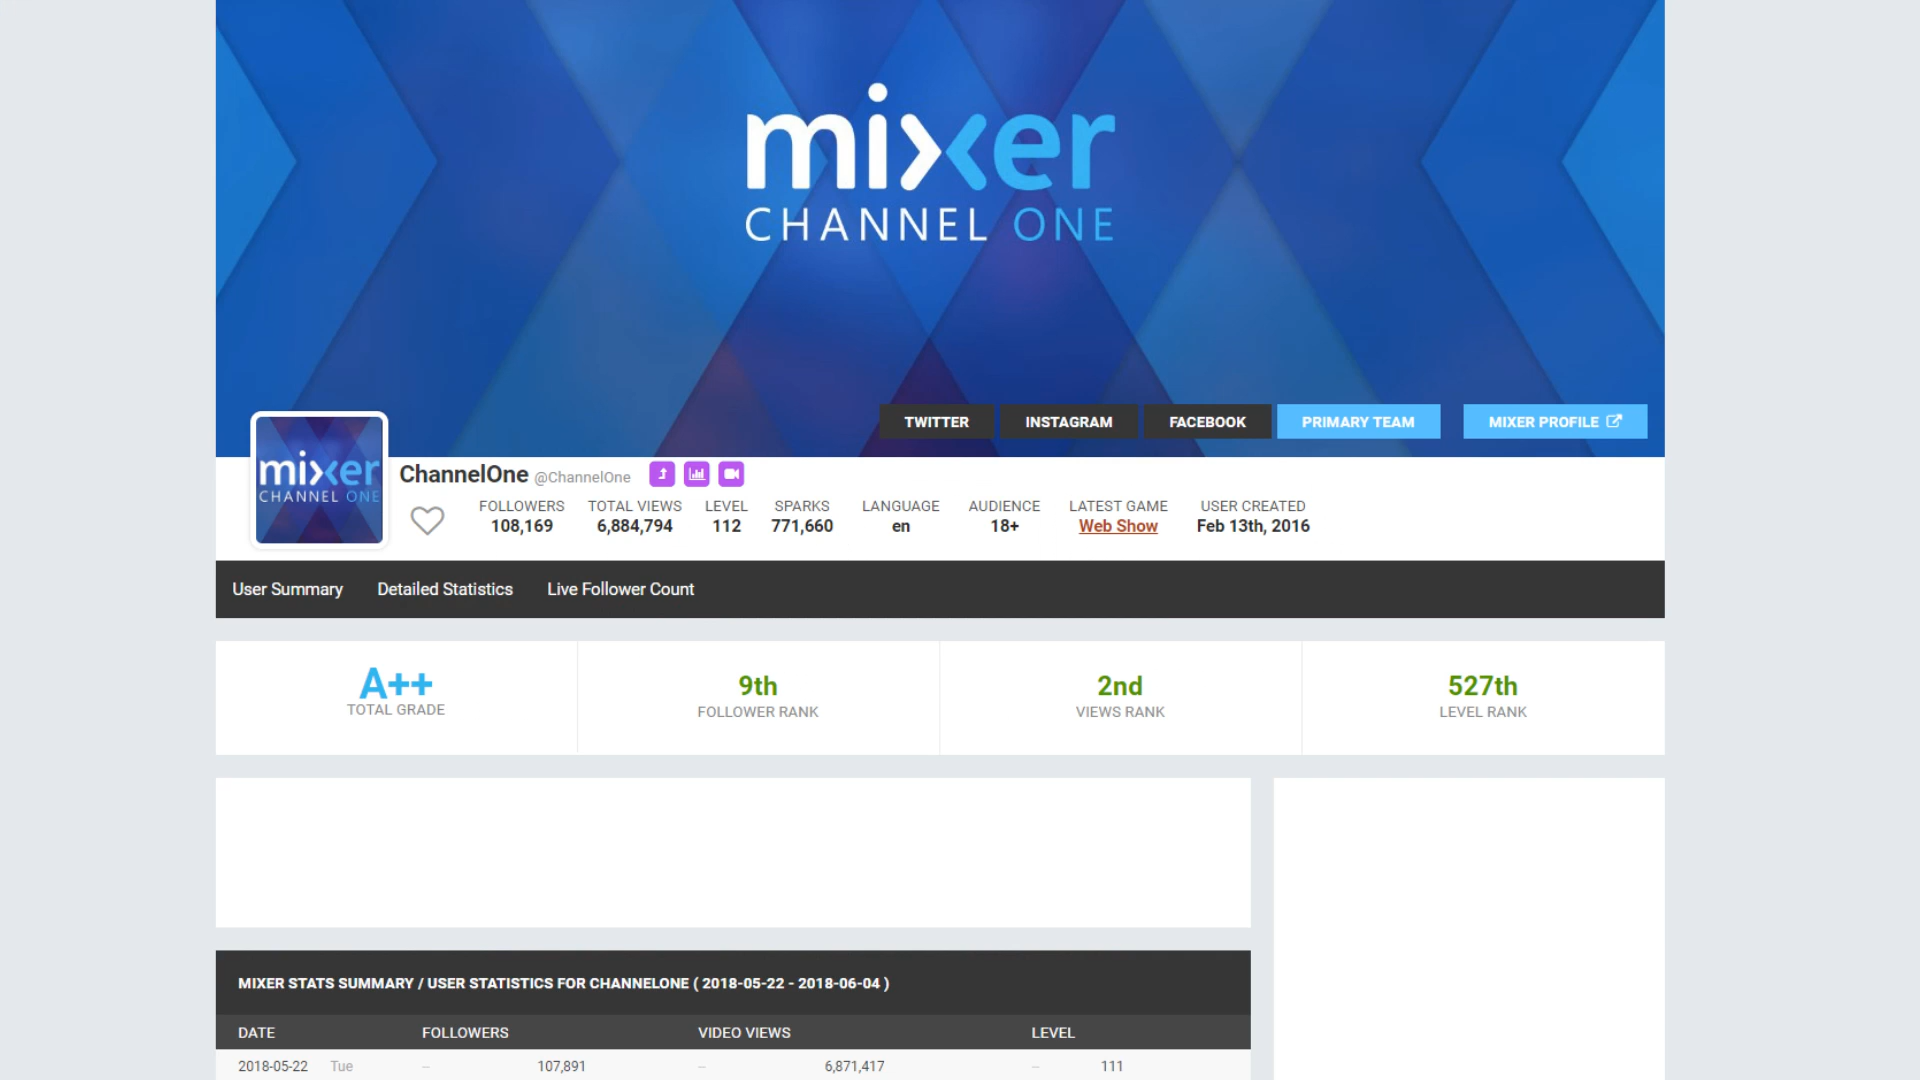 mixer
CHANNEL ONE
TWITTER INSTAGRAM FACEBOOK PRIMARY TEAM MIXER PROFILE
mixer
CHANNEL ONE
ChannelOne @ChannelOne
FOLLOWERS TOTAL VIEWS LEVEL SPARKS LANGUAGE AUDIENCE LATEST GAME USER CREATED
108,169 6,884,794 112 771,660 en 18+ Web Show Feb 13th, 2016
User Summary Detailed Statistics Live Follower Count
A++ 9th 2nd 527th
TOTAL GRADE FOLLOWER RANK VIEWS RANK LEVEL RANK
MIXER STATS SUMMARY / USER STATISTICS FOR CHANNELONE ( 2018-05-22 - 2018-06-04 )
DATE FOLLOWERS VIDEO VIEWS LEVEL
2018-05-22 Tue -- 107,891 -- 6,871,417 -- 111